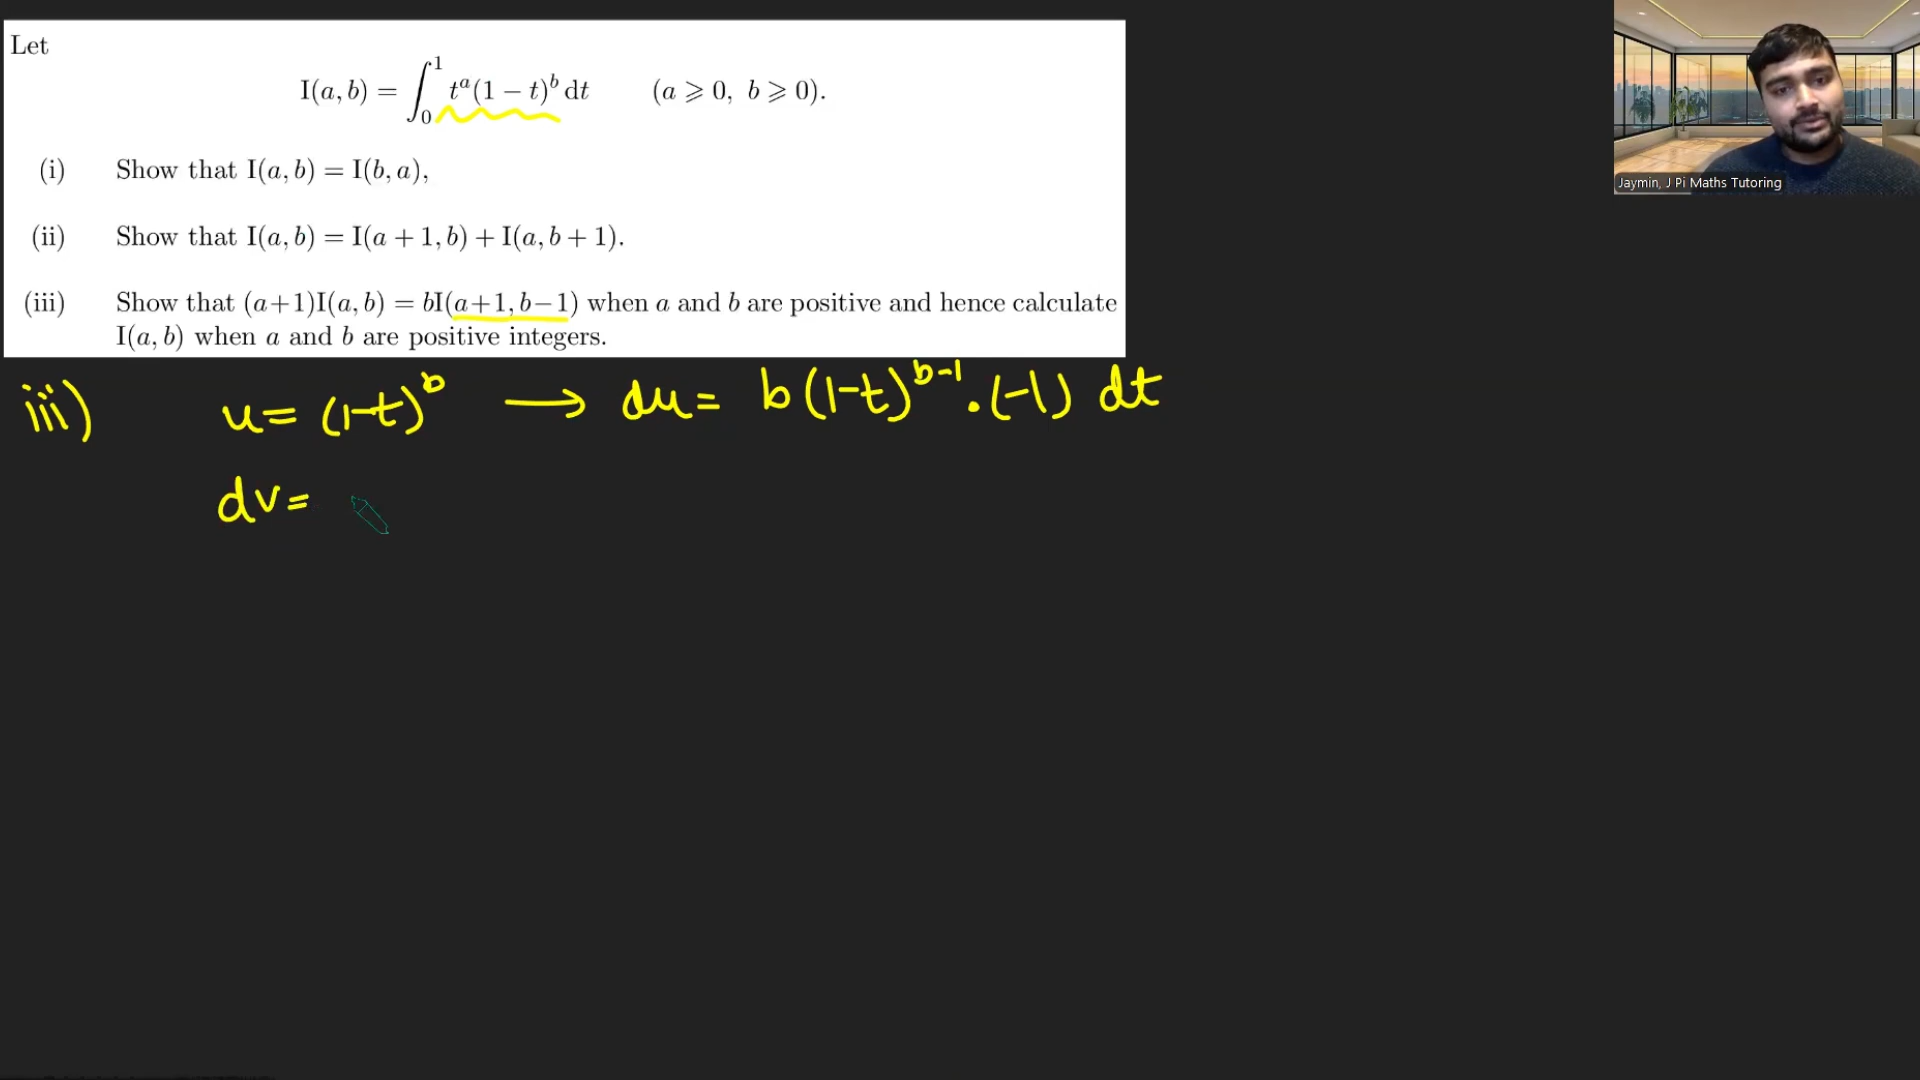 Let
I(a, b) = ∫₀¹ tᵃ(1 − t)ᵇ dt (a ⩾ 0, b ⩾ 0).
(i) Show that I(a, b) = I(b, a),
(ii) Show that I(a, b) = I(a + 1, b) + I(a, b + 1).
(iii) Show that (a+1)I(a, b) = bI(a+1, b−1) when a and b are positive and hence calculate
I(a, b) when a and b are positive integers.
iii) u = (1-t)ᵇ → du = b(1-t)ᵇ⁻¹ . (-1) dt
dv =
Jaymin, J Pi Maths Tutoring